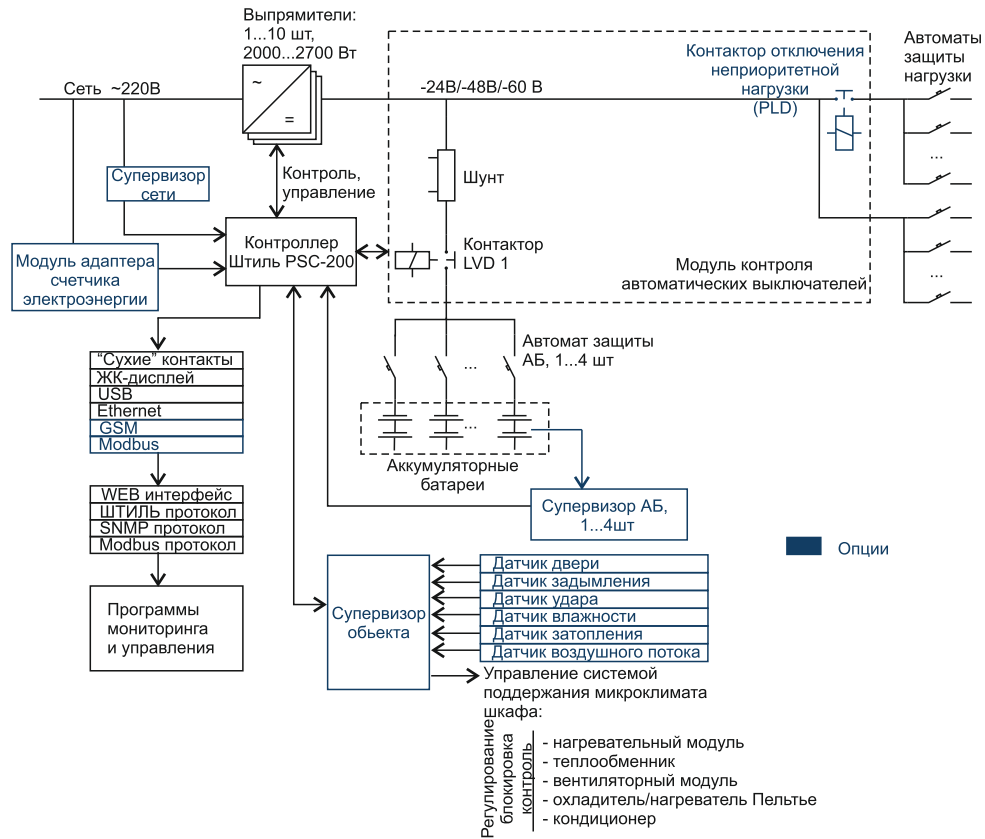 Выпрямители:
1...10 шт,
2000...2700 Вт
Сеть ~220В
~
=
-24В/-48В/-60 В
Контактор отключения
неприоритетной
нагрузки
(PLD)
Автоматы
защиты
нагрузки
...
...
Супервизор
сети
Контроль,
управление
Шунт
Модуль адаптера
счетчика
электроэнергии
Контроллер
Штиль PSC-200
Контактор
LVD 1
Модуль контроля
автоматических выключателей
Автомат защиты
АБ, 1...4 шт
...
...
Аккумуляторные
батареи
"Сухие" контакты
ЖК-дисплей
USB
Ethernet
GSM
Modbus
WEB интерфейс
ШТИЛЬ протокол
SNMP протокол
Modbus протокол
Программы
мониторинга
и управления
Супервизор АБ,
1...4шт
Опции
Супервизор
обьекта
Датчик двери
Датчик задымления
Датчик удара
Датчик влажности
Датчик затопления
Датчик воздушного потока
Управление системой
поддержания микроклимата
шкафа:
Регулирование
блокировка
контроль
- нагревательный модуль
- теплообменник
- вентиляторный модуль
- охладитель/нагреватель Пельтье
- кондиционер